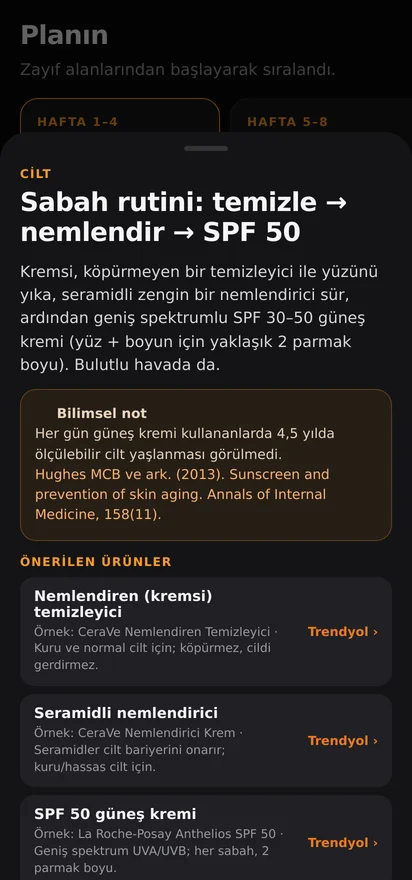 Planın
Zayıf alanlarından başlayarak sıralandı.
HAFTA 1–4
HAFTA 5–8
CİLT
Sabah rutini: temizle →
nemlendir → SPF 50
Kremsi, köpürmeyen bir temizleyici ile yüzünü
yıka, seramidli zengin bir nemlendirici sür,
ardından geniş spektrumlu SPF 30–50 güneş
kremi (yüz + boyun için yaklaşık 2 parmak
boyu). Bulutlu havada da.
Bilimsel not
Her gün güneş kremi kullananlarda 4,5 yılda
ölçülebilir cilt yaşlanması görülmedi.
Hughes MCB ve ark. (2013). Sunscreen and
prevention of skin aging. Annals of Internal
Medicine, 158(11).
ÖNERİLEN ÜRÜNLER
Nemlendiren (kremsi)
temizleyici
Örnek: CeraVe Nemlendiren Temizleyici ·
Kuru ve normal cilt için; köpürmez, cildi
gerdirmez.
Trendyol ›
Seramidli nemlendirici
Örnek: CeraVe Nemlendirici Krem ·
Seramidler cilt bariyerini onarır;
kuru/hassas cilt için.
Trendyol ›
SPF 50 güneş kremi
Örnek: La Roche-Posay Anthelios SPF 50 ·
Geniş spektrum UVA/UVB; her sabah, 2
parmak boyu.
Trendyol ›